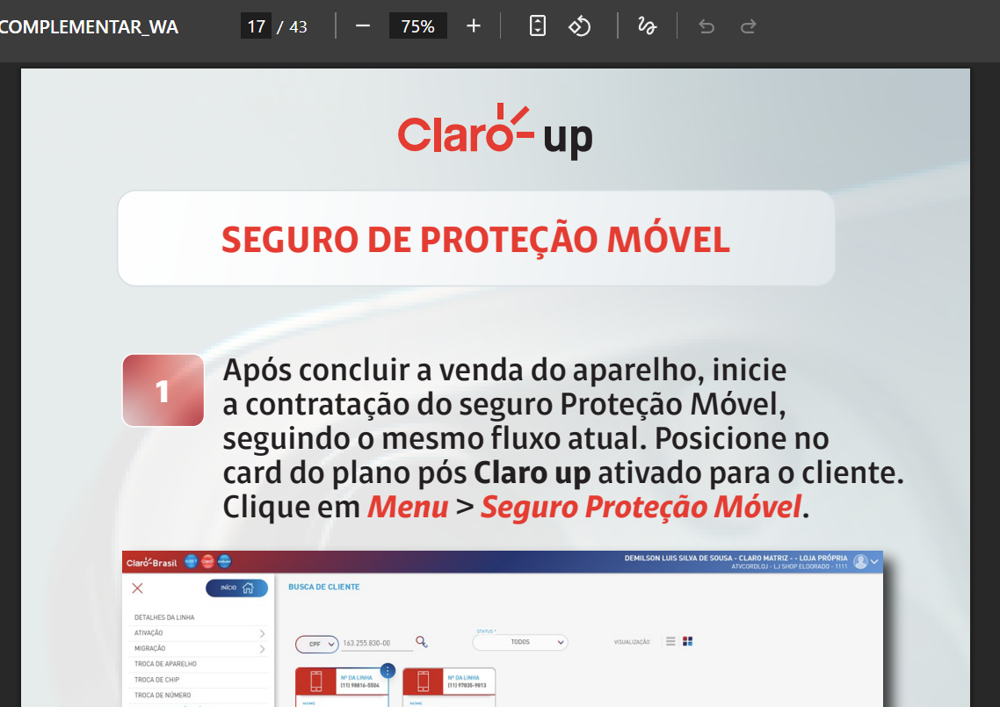 COMPLEMENTAR_WA
17 / 43
75%
Claro up
SEGURO DE PROTEÇÃO MÓVEL
1
Após concluir a venda do aparelho, inicie
a contratação do seguro Proteção Móvel,
seguindo o mesmo fluxo atual. Posicione no
card do plano pós Claro up ativado para o cliente.
Clique em Menu > Seguro Proteção Móvel.
Claro-Brasil
DEMILSON LUIS SILVA DE SOUSA - CLARO MATRIZ - - LOJA PRÓPRIA
ATVCORDLOJ - LJ SHOP ELDORADO - 1111
INÍCIO
BUSCA DE CLIENTE
DETALHES DA LINHA
ATIVAÇÃO
MIGRAÇÃO
TROCA DE APARELHO
TROCA DE CHIP
TROCA DE NÚMERO
CPF
163.255.830-00
STATUS *
TODOS
VISUALIZAÇÃO
Nº DA LINHA
(11) 98816-5506
Nº DA LINHA
(11) 97835-9813
NOME
NOME